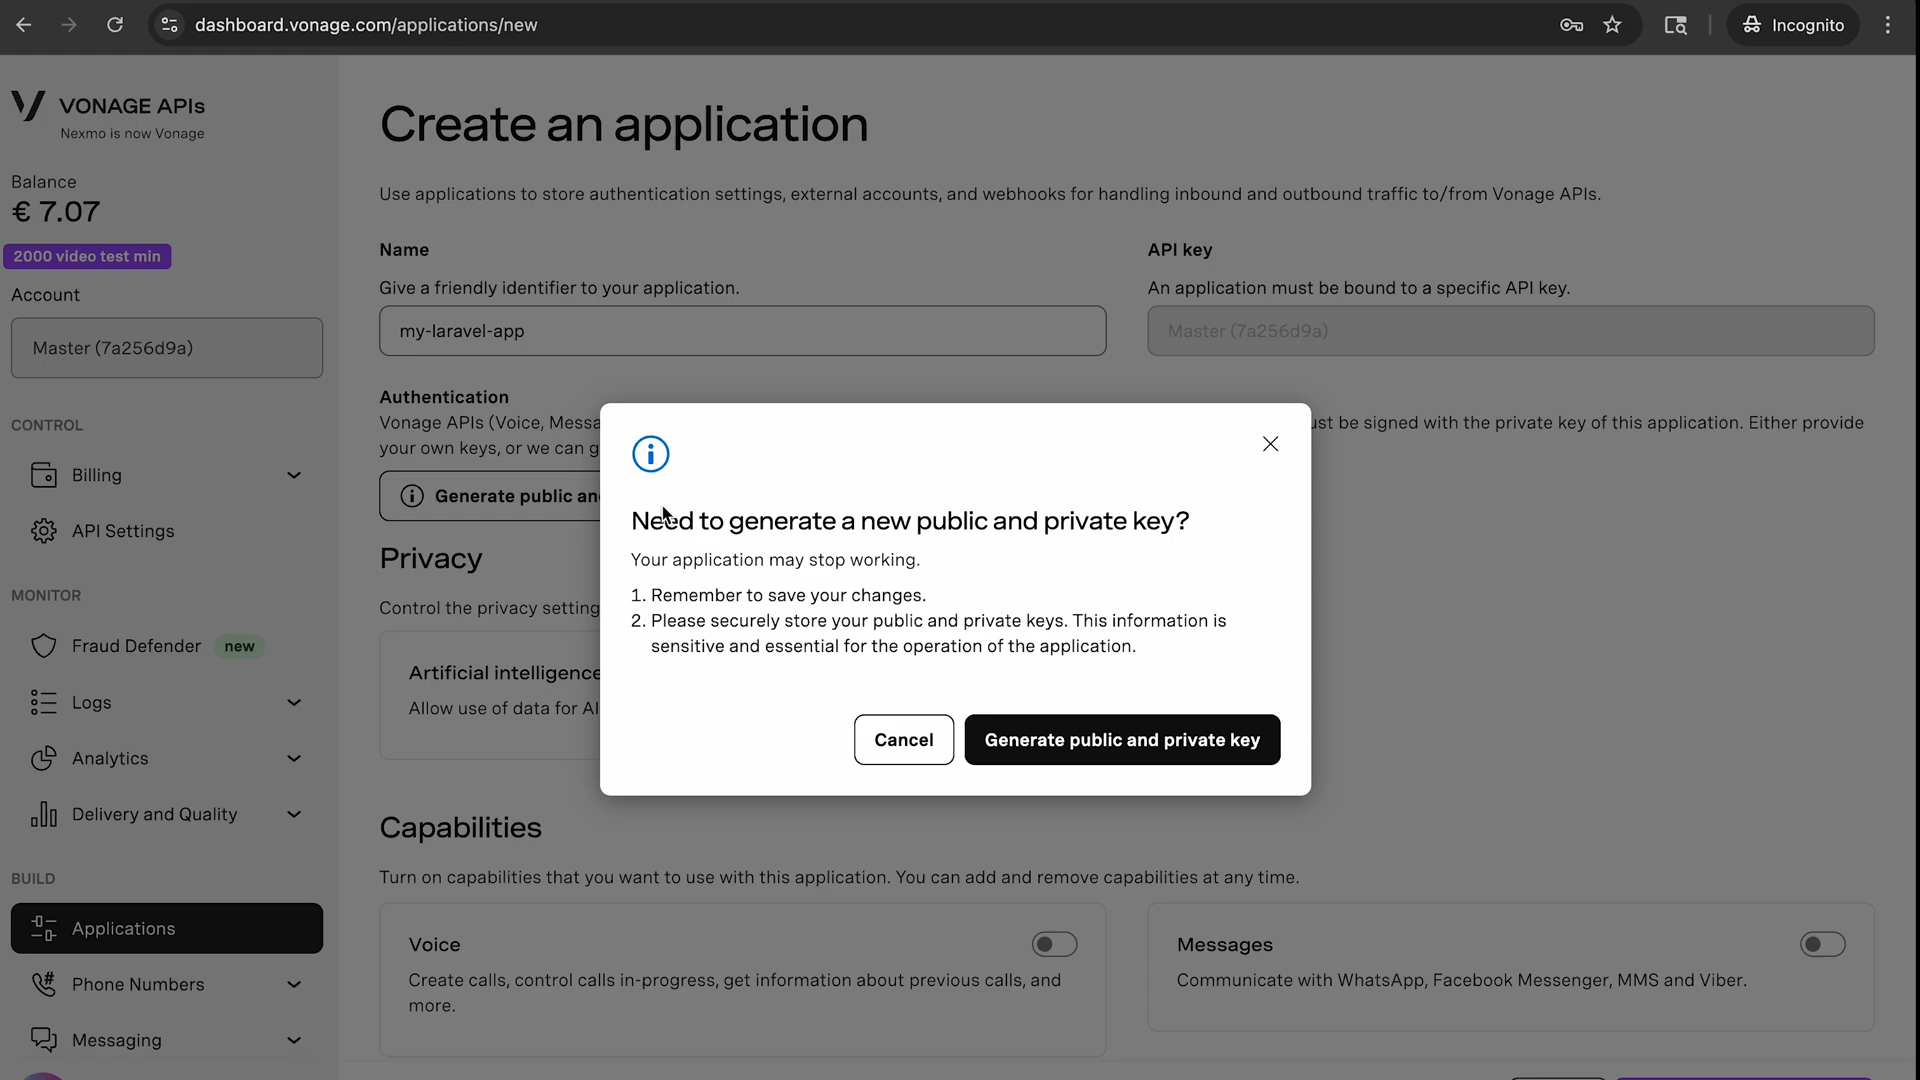 dashboard.vonage.com/applications/new
Incognito
VONAGE APIs
Nexmo is now Vonage
Balance
€ 7.07
2000 video test min
Account
Master (7a256d9a)
CONTROL
Billing
API Settings
MONITOR
Fraud Defender new
Logs
Analytics
Delivery and Quality
BUILD
Applications
Phone Numbers
Messaging
Create an application
Use applications to store authentication settings, external accounts, and webhooks for handling inbound and outbound traffic to/from Vonage APIs.
Name
Give a friendly identifier to your application.
my-laravel-app
API key
An application must be bound to a specific API key.
Master (7a256d9a)
Authentication
Vonage APIs (Voice, Messa
st be signed with the private key of this application. Either provide
your own keys, or we can g
Generate public an
Privacy
Control the privacy setting
Artificial intelligence
Allow use of data for AI
Need to generate a new public and private key?
Your application may stop working.
1. Remember to save your changes.
2. Please securely store your public and private keys. This information is
sensitive and essential for the operation of the application.
Cancel
Generate public and private key
Capabilities
Turn on capabilities that you want to use with this application. You can add and remove capabilities at any time.
Voice
Create calls, control calls in-progress, get information about previous calls, and
more.
Messages
Communicate with WhatsApp, Facebook Messenger, MMS and Viber.